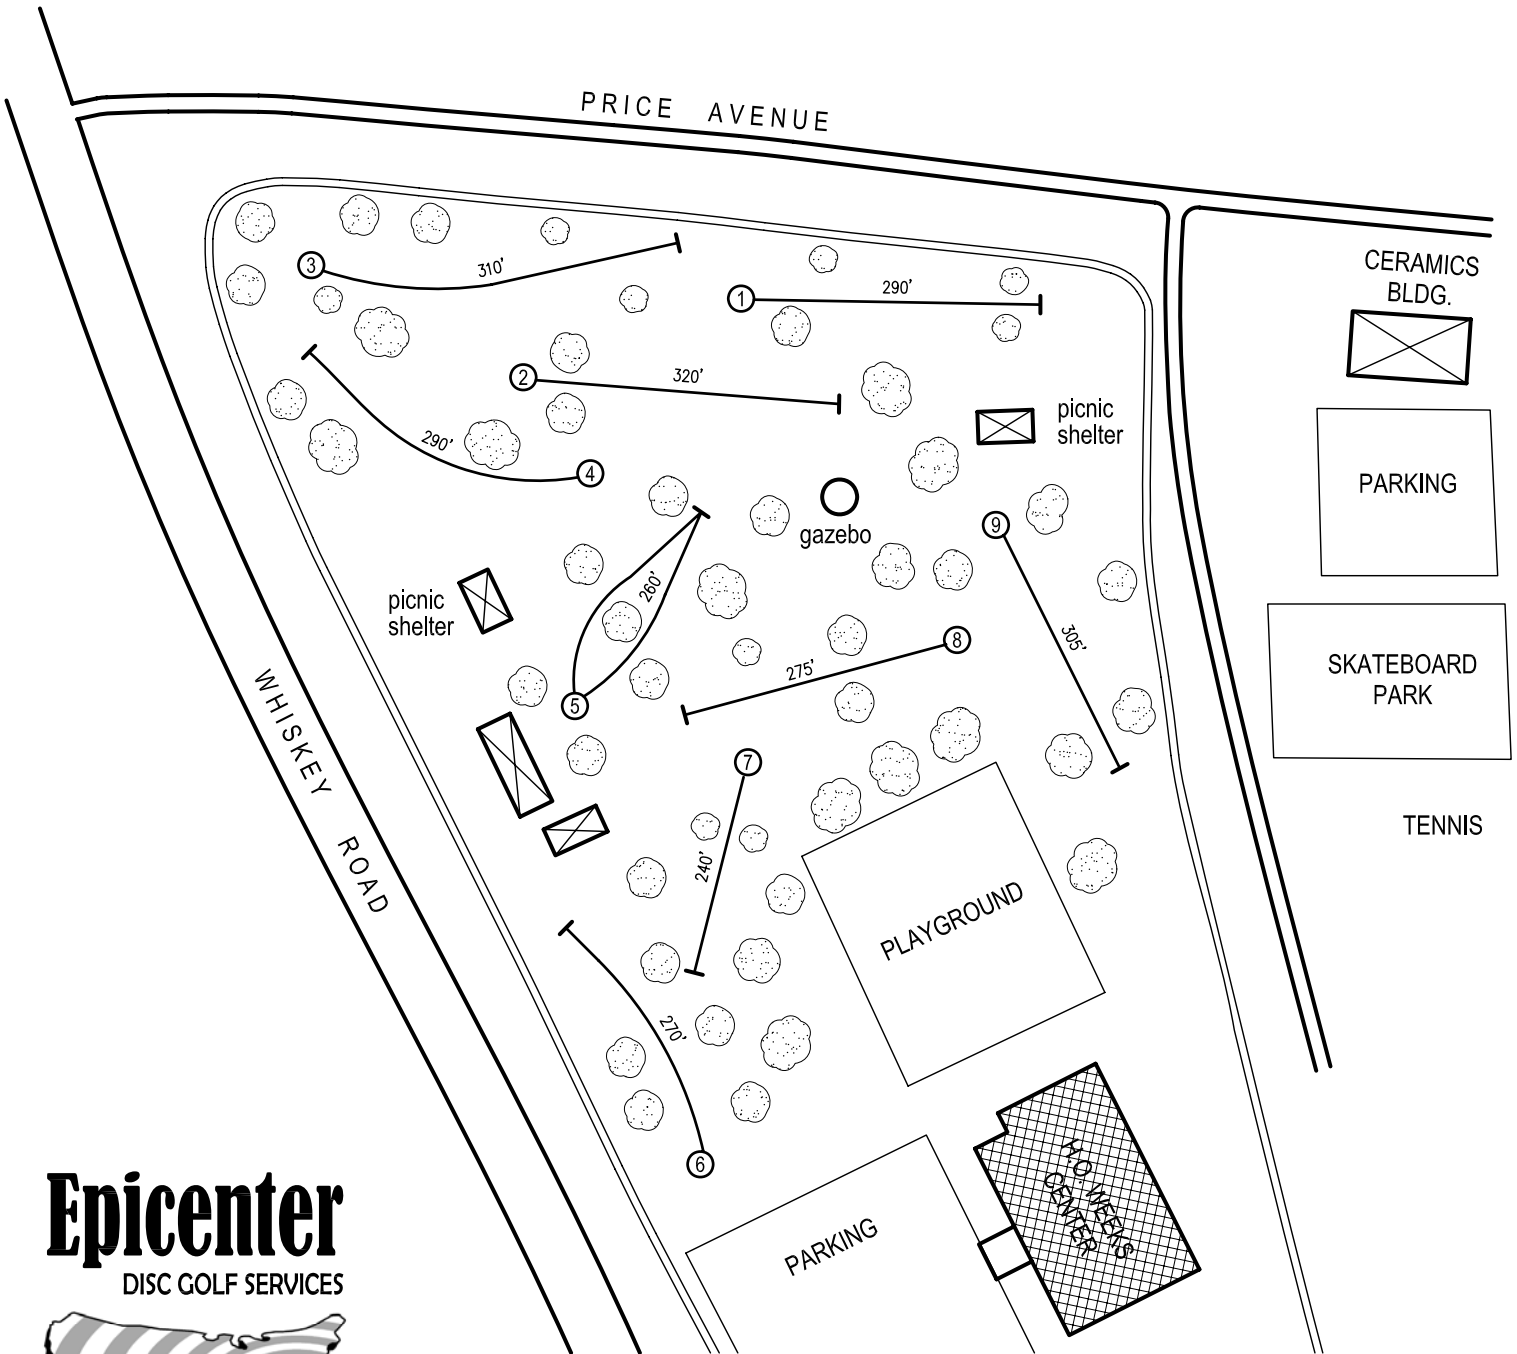 PRICE AVENUE
CERAMICS
BLDG.
3
310'
1
290'
2
320'
picnic
shelter
290'
4
PARKING
gazebo
9
260'
picnic
shelter
305'
8
275'
SKATEBOARD
PARK
5
WHISKEY ROAD
7
240'
TENNIS
PLAYGROUND
270'
6
H.O. WEEKS
CENTER
PARKING
Epicenter
DISC GOLF SERVICES